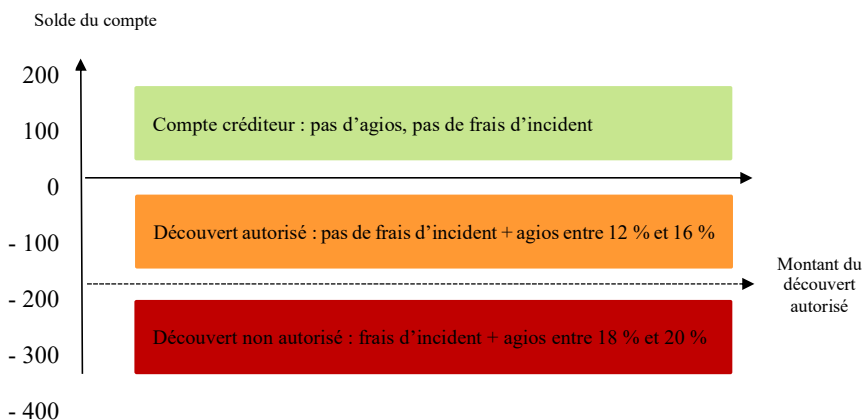 Solde du compte
200
Compte créditeur : pas d’agios, pas de frais d’incident
100
0
Découvert autorisé : pas de frais d’incident + agios entre 12 % et 16 %
- 100
Montant du
découvert
autorisé
- 200
Découvert non autorisé : frais d’incident + agios entre 18 % et 20 %
- 300
- 400